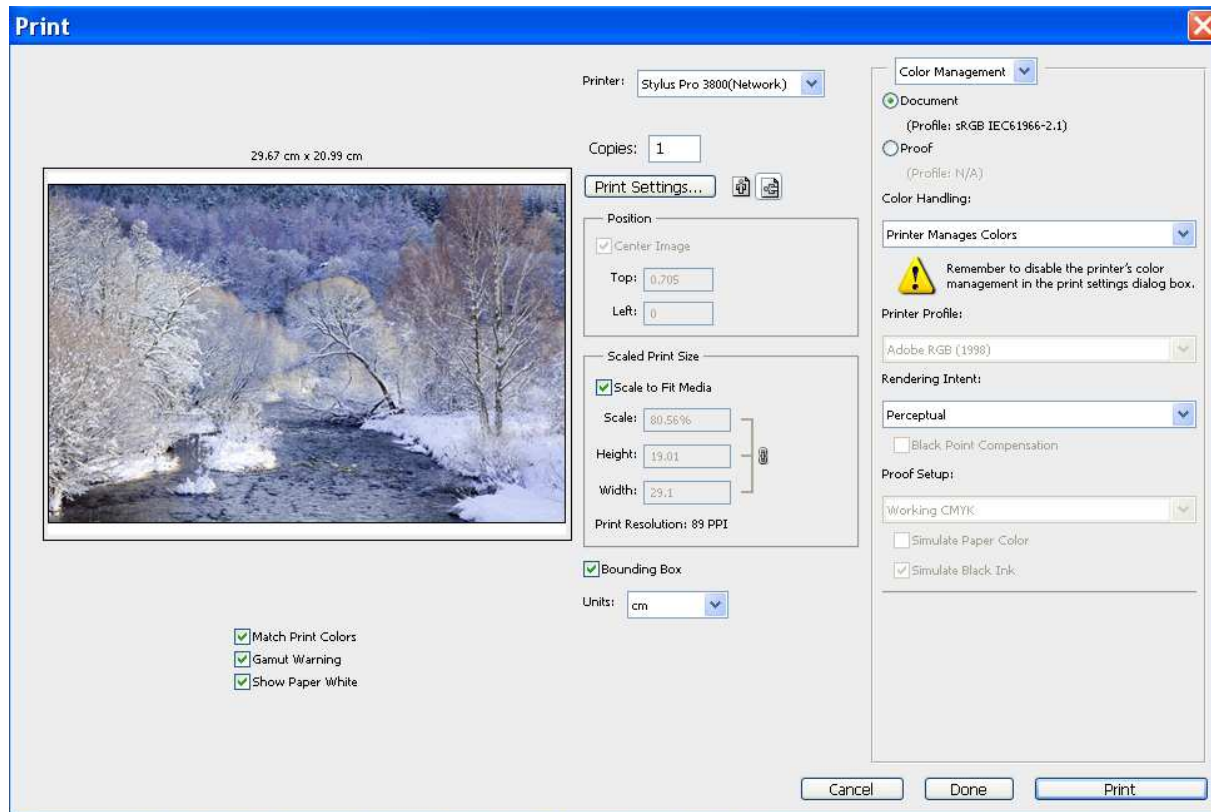 Print
29.67 cm x 20.99 cm
Match Print Colors
Gamut Warning
Show Paper White
Printer: Stylus Pro 3800(Network)
Copies: 1
Print Settings...
Position
Center Image
Top: 0.705
Left: 0
Scaled Print Size
Scale to Fit Media
Scale: 80.56%
Height: 19.01
Width: 29.1
Print Resolution: 89 PPI
Bounding Box
Units: cm
Color Management
Document
(Profile: sRGB IEC61966-2.1)
Proof
(Profile: N/A)
Color Handling:
Printer Manages Colors
Remember to disable the printer's color
management in the print settings dialog box.
Printer Profile:
Adobe RGB (1998)
Rendering Intent:
Perceptual
Black Point Compensation
Proof Setup:
Working CMYK
Simulate Paper Color
Simulate Black Ink
Cancel
Done
Print